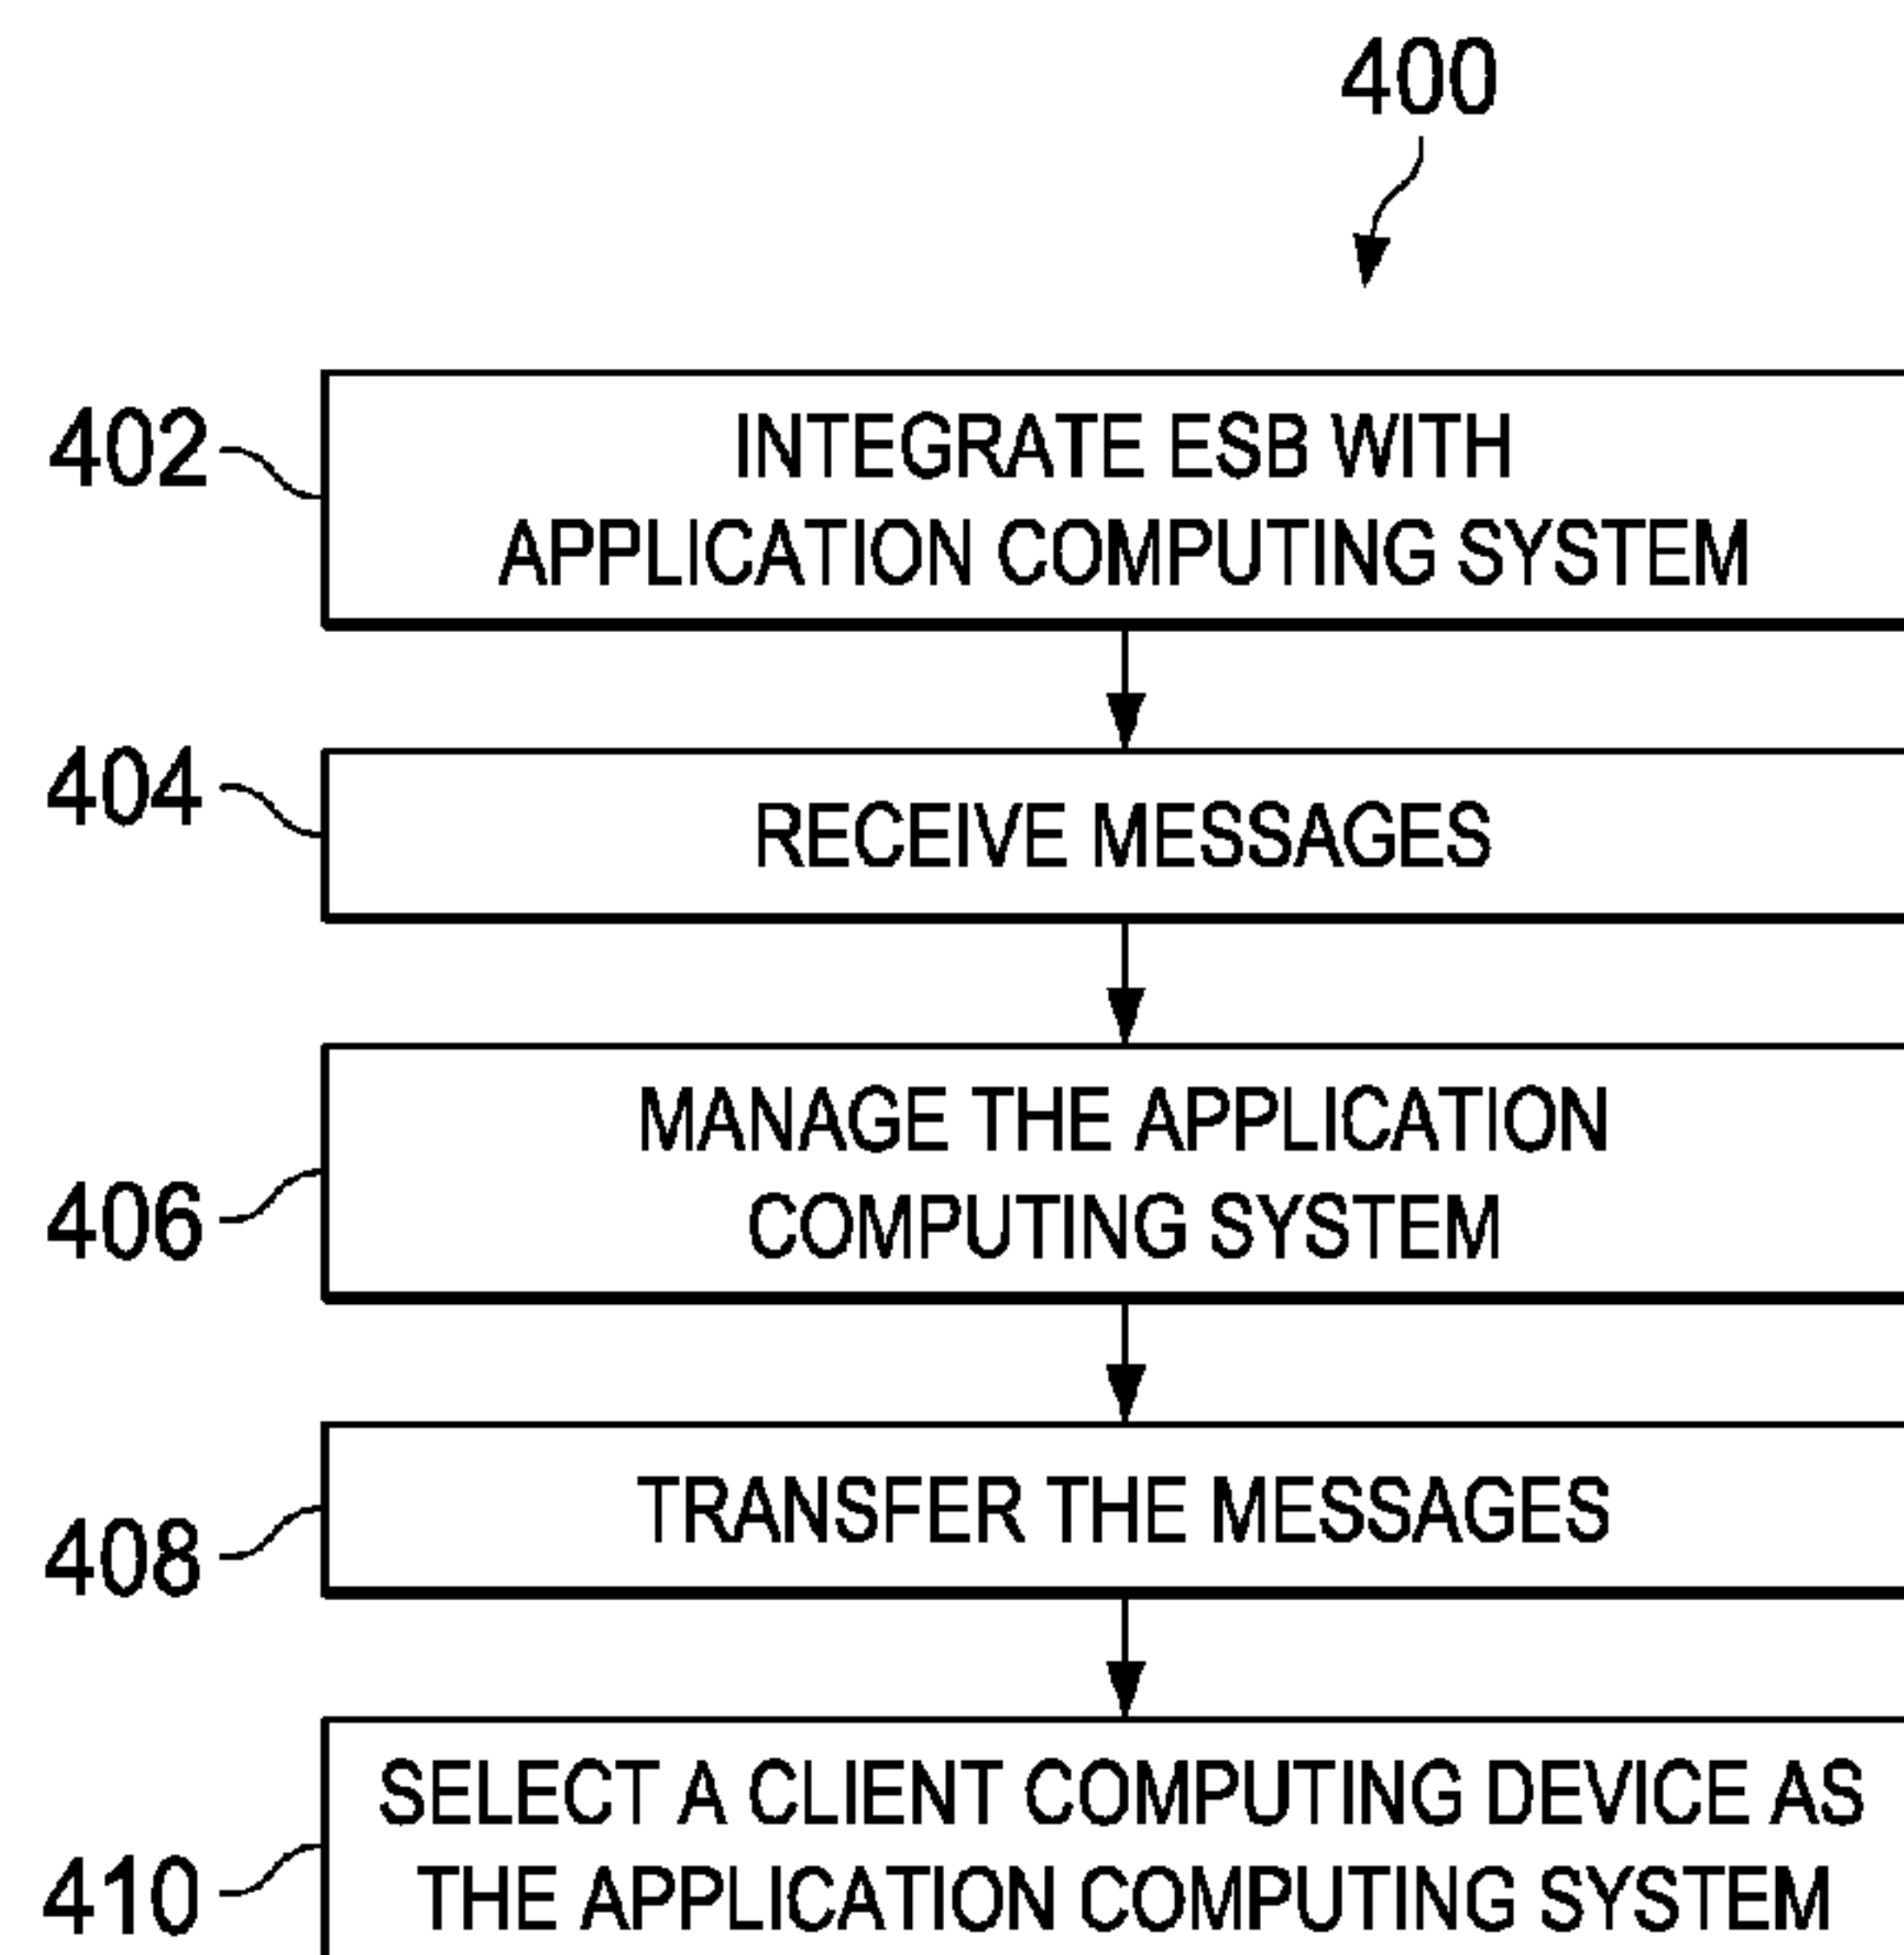 400
402
INTEGRATE ESB WITH
APPLICATION COMPUTING SYSTEM
404
RECEIVE MESSAGES
406
MANAGE THE APPLICATION
COMPUTING SYSTEM
408
TRANSFER THE MESSAGES
410
SELECT A CLIENT COMPUTING DEVICE AS
THE APPLICATION COMPUTING SYSTEM